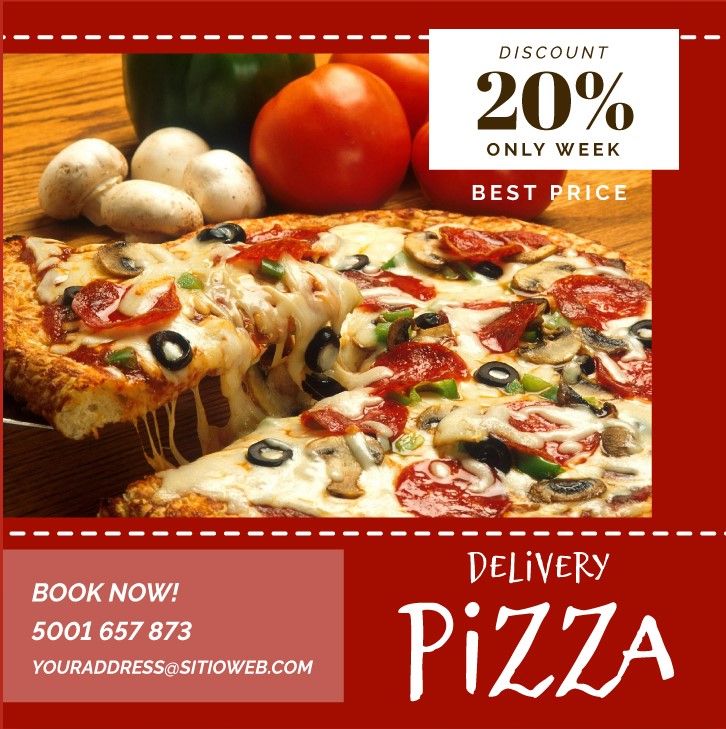 DISCOUNT
20%
ONLY WEEK
BEST PRICE
BOOK NOW!
5001 657 873
YOURADDRESS@SITIOWEB.COM
DELiVERY
PiZZA